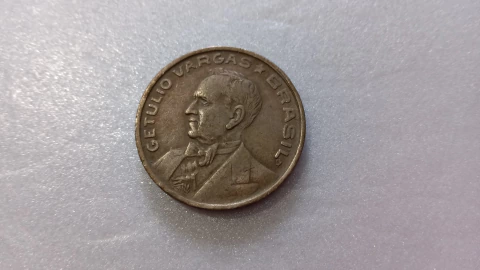 GETULIO VARGAS ★ BRASIL